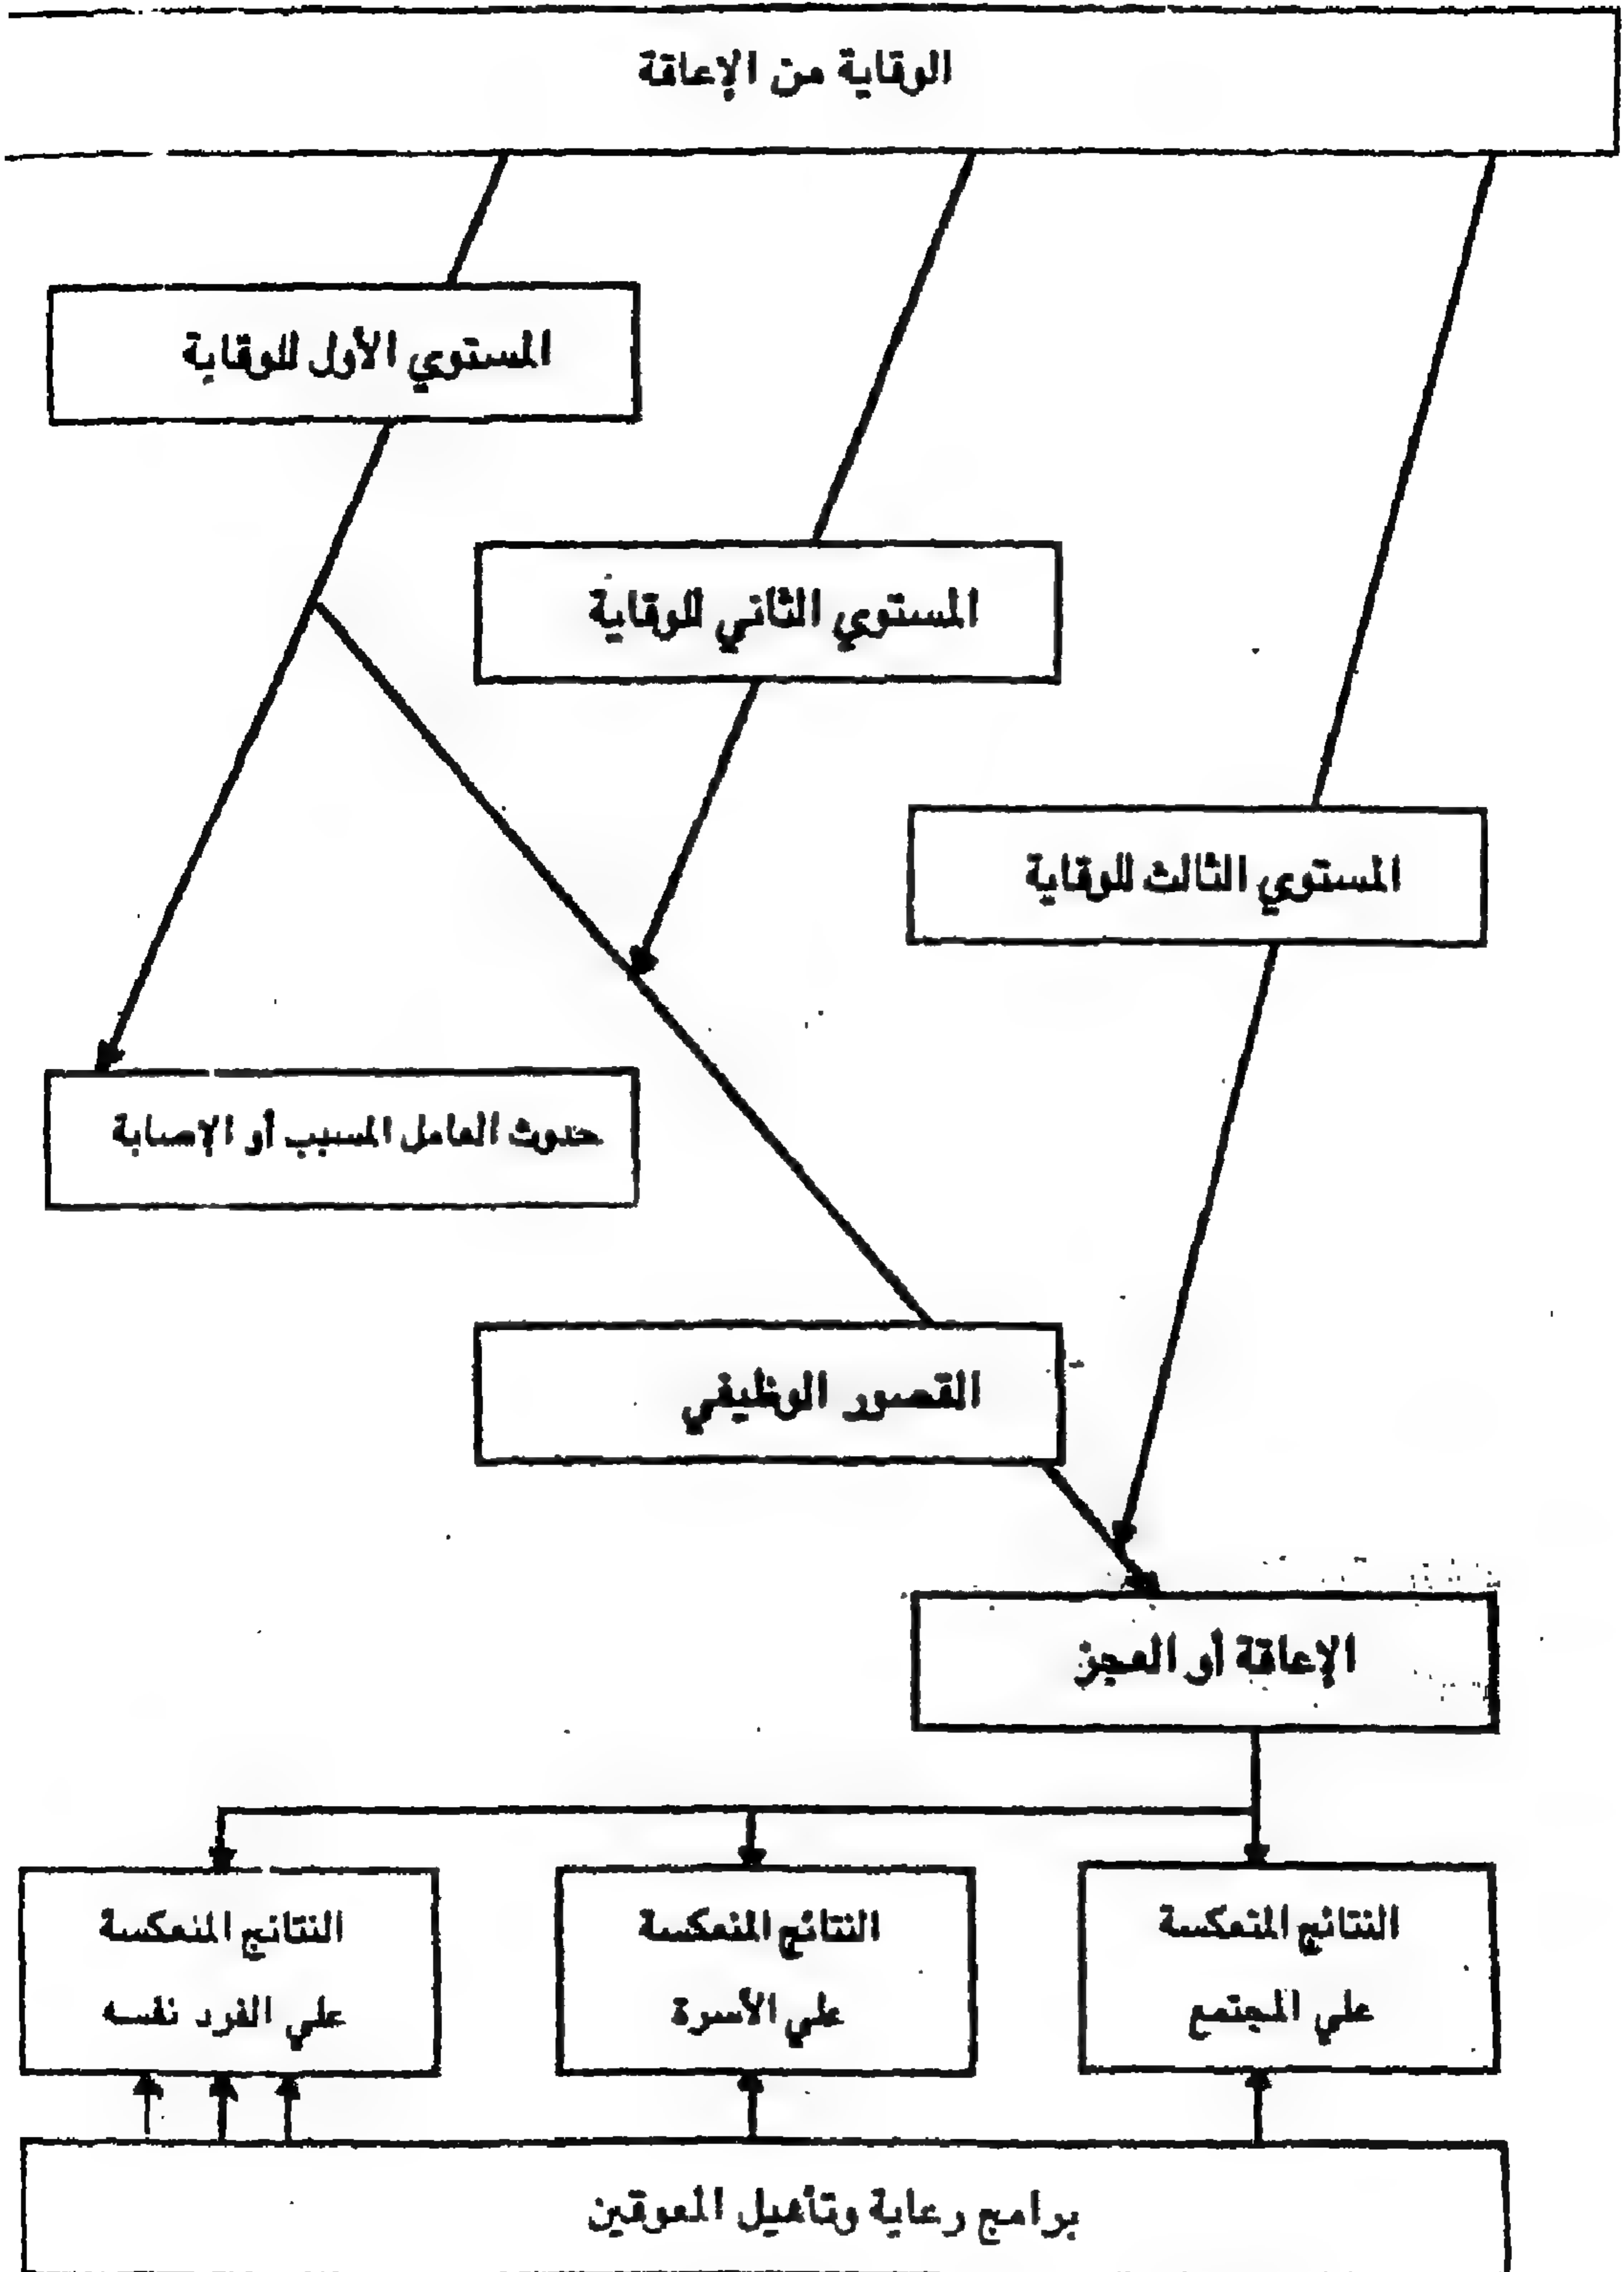 الوقاية من الإعاقة
المستوي الأول للوقاية
المستوي الثاني للوقاية
المستوي الثالث للوقاية
حدوث العامل المسبب أو الإصابة
القصور الوظيفي
الإعاقة أو العجز
النتائج المنعكسة
علي المجتمع
النتائج المنعكسة
علي الأسرة
النتائج المنعكسة
علي الفرد نفسه
برامج رعاية وتأهيل المعوقين